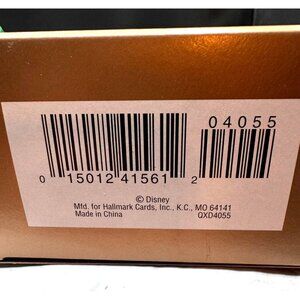 04055
0 15012 41561 2
© Disney
Mfd. for Hallmark Cards, Inc., K.C., MO 64141
Made in China QXD4055